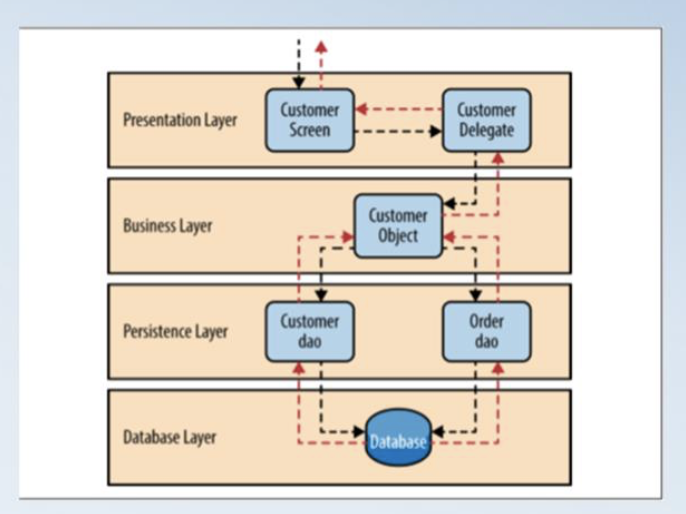 Presentation Layer
Customer
Screen
Customer
Delegate
Business Layer
Customer
Object
Persistence Layer
Customer
dao
Order
dao
Database Layer
Database